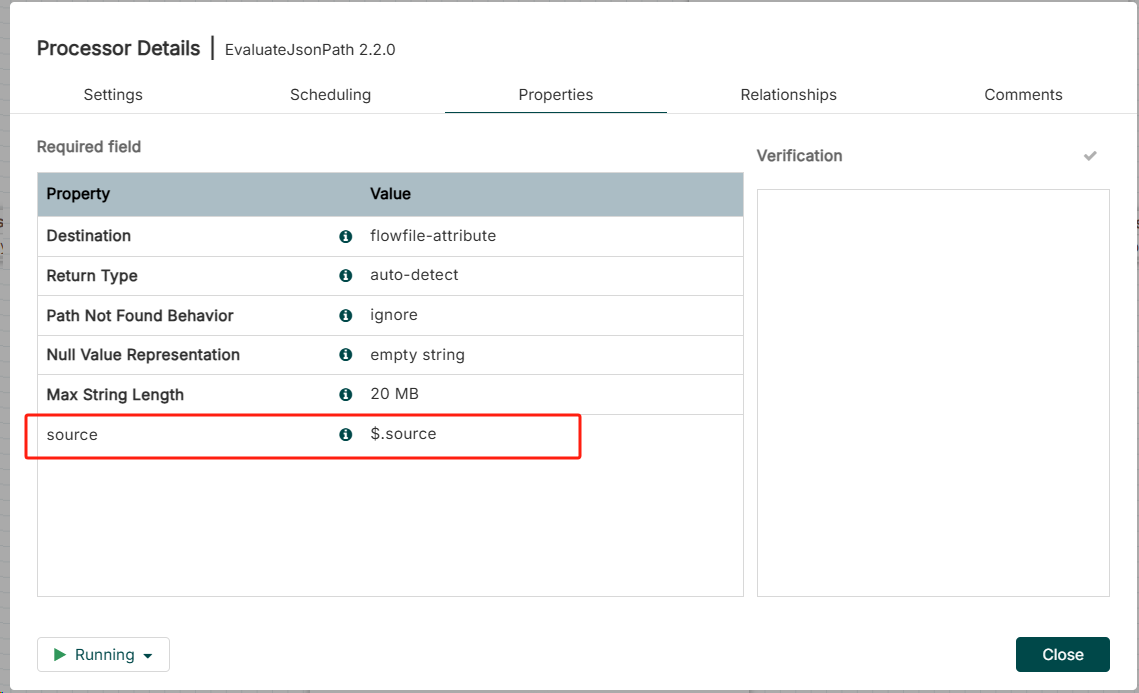 Processor Details | EvaluateJsonPath 2.2.0
Settings Scheduling Properties Relationships Comments
Required field
Verification
Property Value
Destination flowfile-attribute
Return Type auto-detect
Path Not Found Behavior ignore
Null Value Representation empty string
Max String Length 20 MB
source $.source
Running
Close